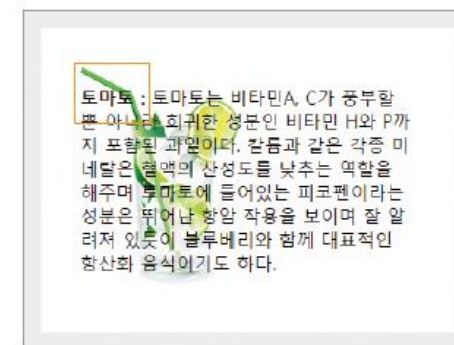 토마토 : 토마토는 비타민A, C가 풍부할
뿐 아니라 희귀한 성분인 비타민 H와 P까
지 포함된 과일이다. 칼륨과 같은 각종 미
네랄은 혈액의 산성도를 낮추는 역할을
해주며 토마토에 들어있는 피코펜이라는
성분은 뛰어난 항암 작용을 보이며 잘 알
려져 있듯이 블루베리와 함께 대표적인
항산화 음식이기도 하다.